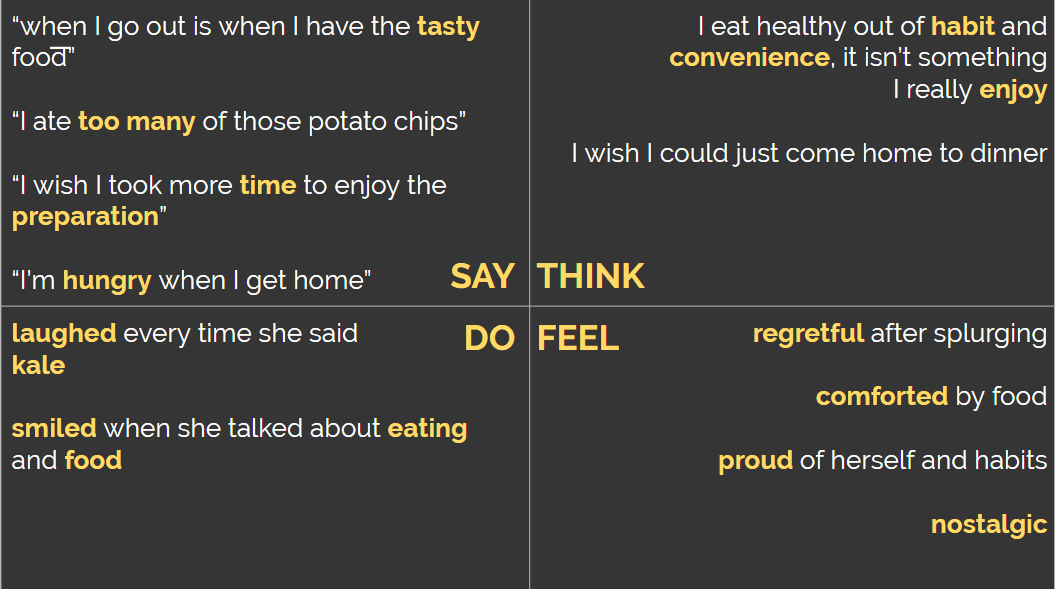 “when I go out is when I have the tasty
food”
“I ate too many of those potato chips”
“I wish I took more time to enjoy the
preparation”
“I’m hungry when I get home”
SAY
I eat healthy out of habit and
convenience, it isn’t something
I really enjoy
I wish I could just come home to dinner
THINK
DO
laughed every time she said
kale
smiled when she talked about eating
and food
FEEL
regretful after splurging
comforted by food
proud of herself and habits
nostalgic